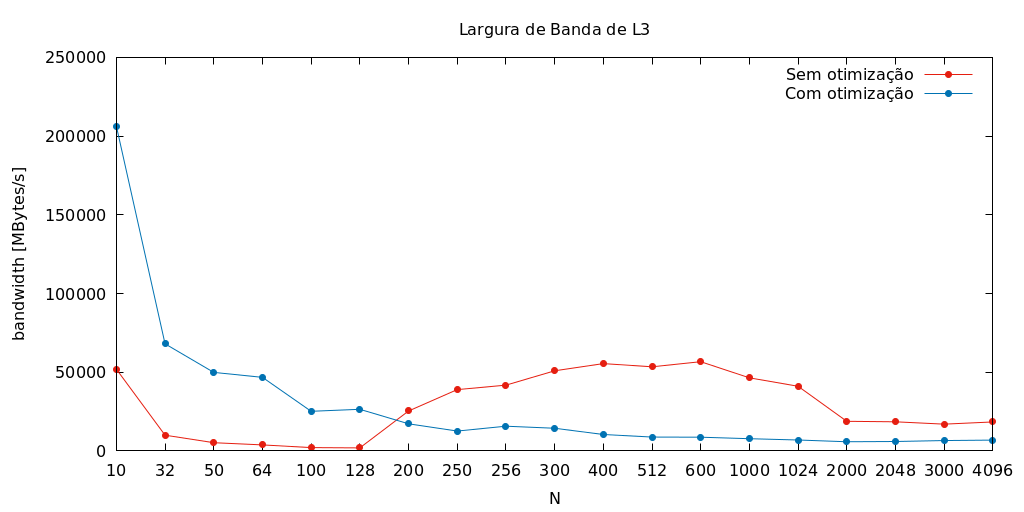 Largura de Banda de L3
250000
200000
150000
100000
50000
0
bandwidth [MBytes/s]
Sem otimização
Com otimização
10 32 50 64 100 128 200 250 256 300 400 512 600 1000 1024 2000 2048 3000 4096
N